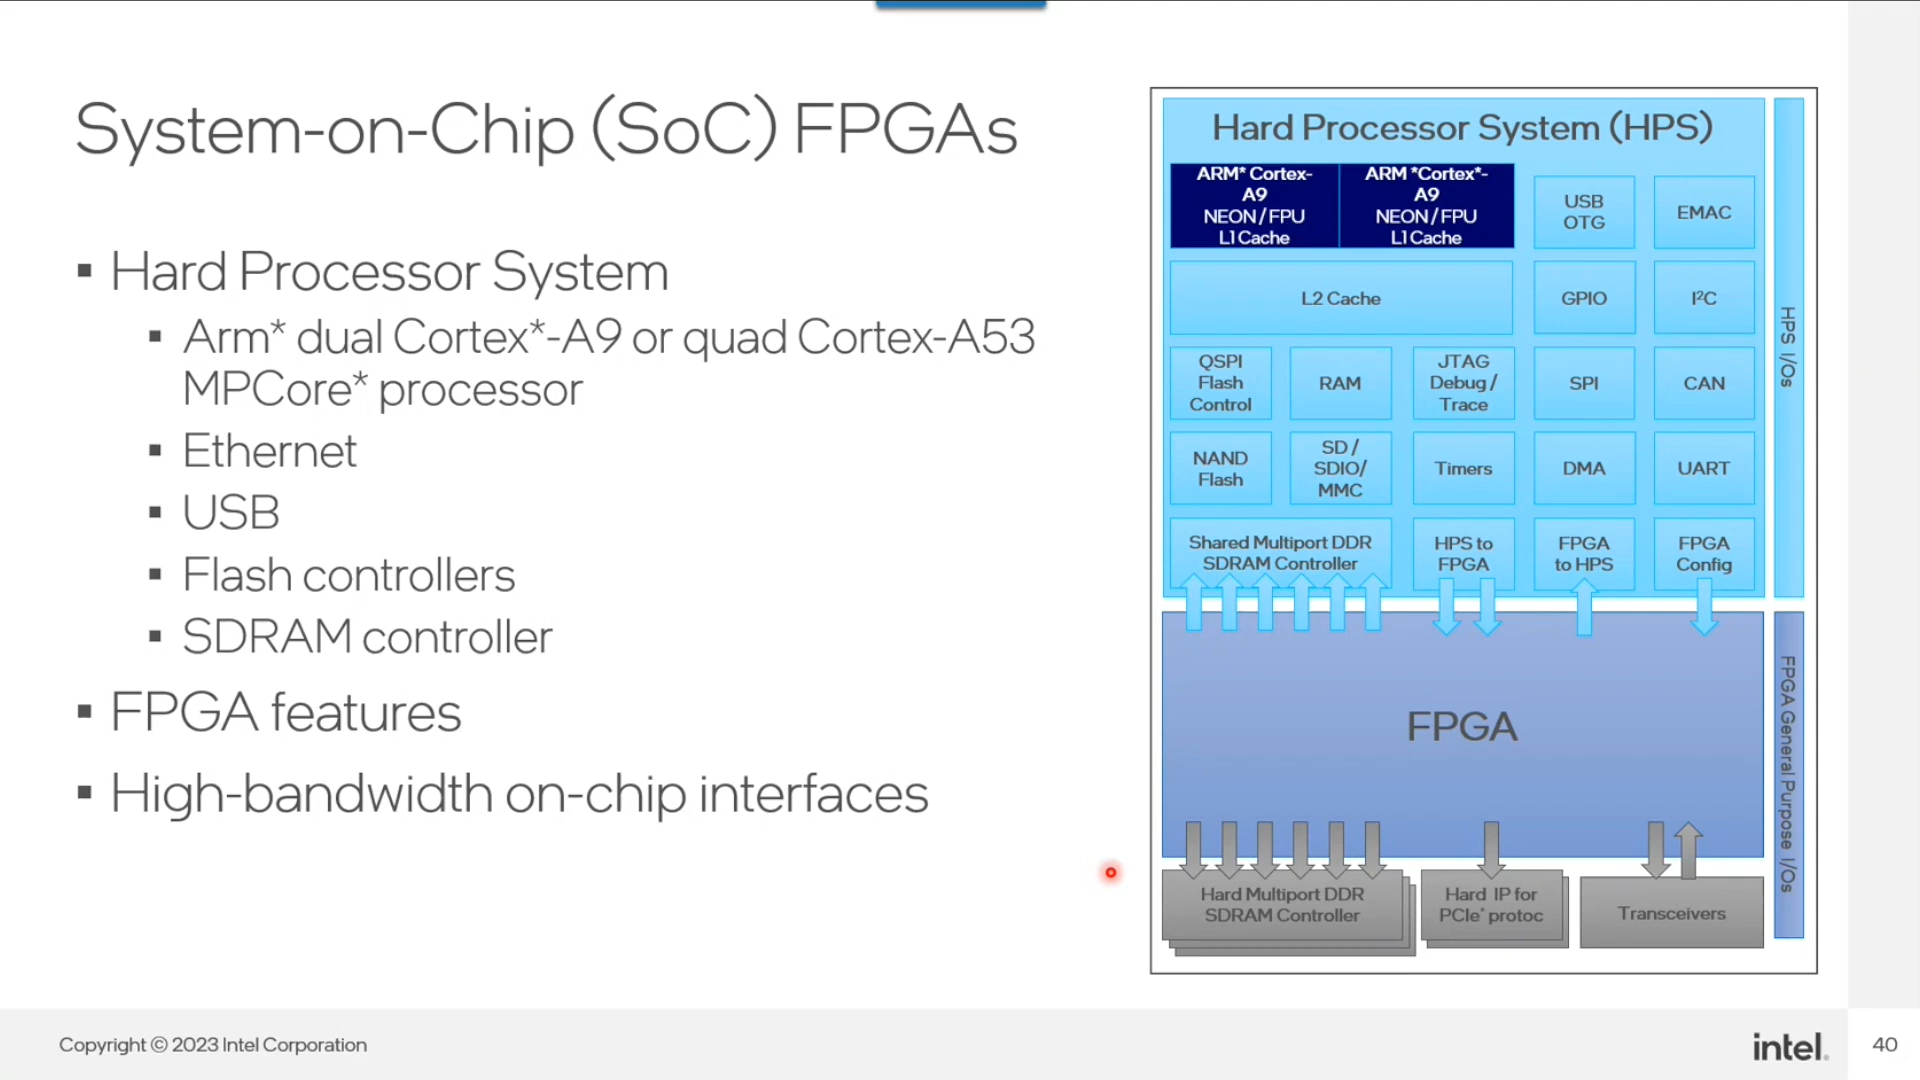 System-on-Chip (SoC) FPGAs
▪ Hard Processor System
▪ Arm* dual Cortex*-A9 or quad Cortex-A53
MPCore* processor
▪ Ethernet
▪ USB
▪ Flash controllers
▪ SDRAM controller
▪ FPGA features
▪ High-bandwidth on-chip interfaces
Hard Processor System (HPS)
ARM* Cortex-
A9
NEON / FPU
L1 Cache
ARM *Cortex*-
A9
NEON / FPU
L1 Cache
USB
OTG
EMAC
L2 Cache
GPIO
I²C
QSPI
Flash
Control
RAM
JTAG
Debug /
Trace
SPI
CAN
NAND
Flash
SD /
SDIO/
MMC
Timers
DMA
UART
Shared Multiport DDR
SDRAM Controller
HPS to
FPGA
FPGA
to HPS
FPGA
Config
HPS I/Os
FPGA
FPGA General Purpose I/Os
Hard Multiport DDR
SDRAM Controller
Hard IP for
PCIe* protoc
Transceivers
Copyright © 2023 Intel Corporation
intel.
40